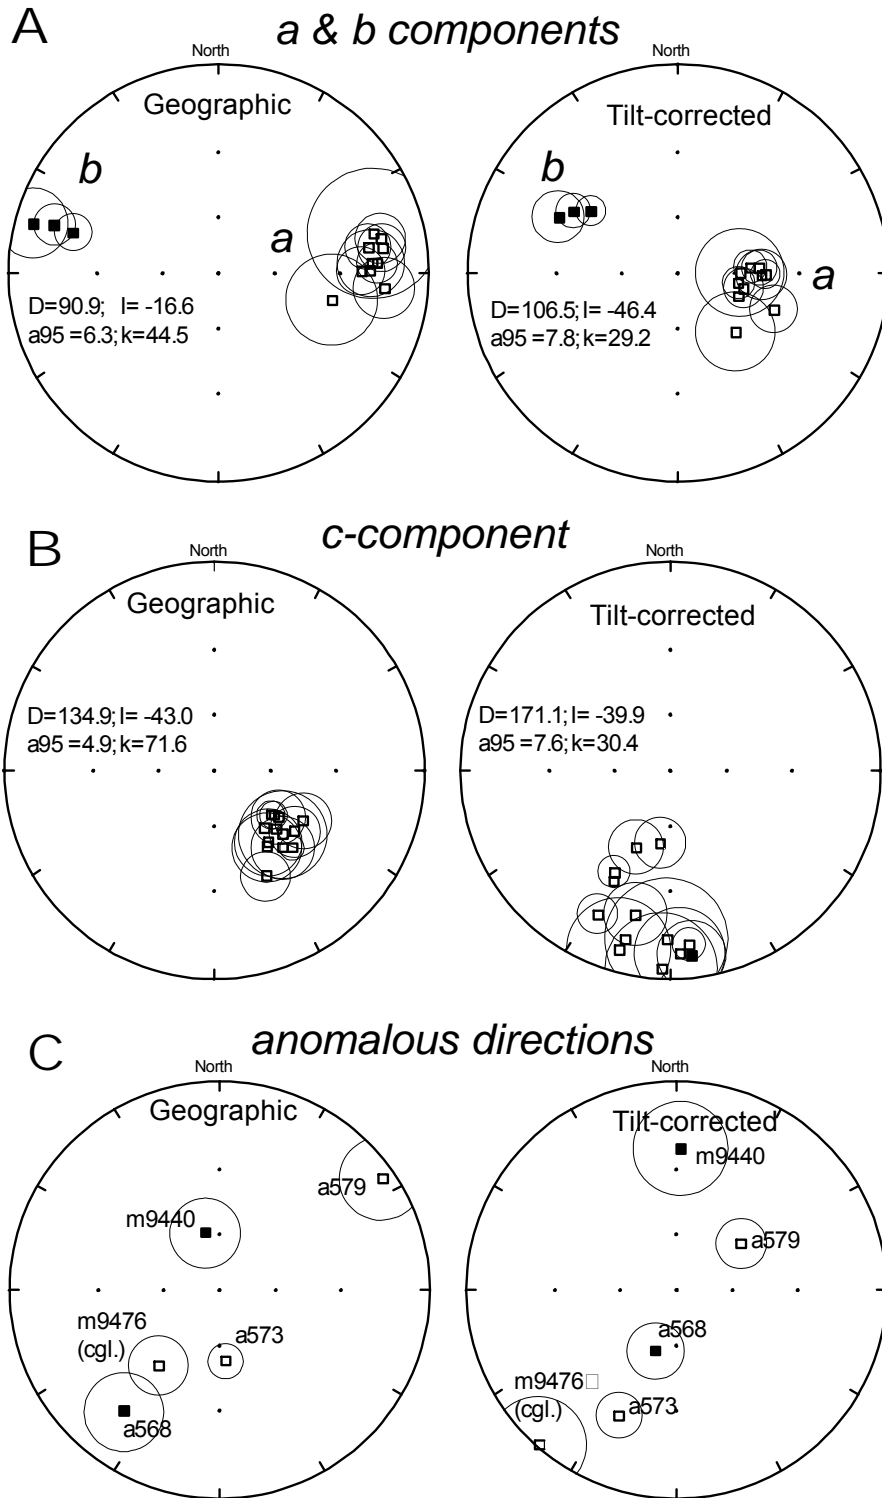 A
a & b components
North
Geographic
b
a
D=90.9; I= -16.6
a95 =6.3; k=44.5
North
Tilt-corrected
b
a
D=106.5; I= -46.4
a95 =7.8; k=29.2
B
c-component
North
Geographic
D=134.9; I= -43.0
a95 =4.9; k=71.6
North
Tilt-corrected
D=171.1; I= -39.9
a95 =7.6; k=30.4
C
anomalous directions
North
Geographic
a579
m9440
m9476
(cgl.)
a573
a568
North
Tilt-corrected
m9440
a579
a568
m9476□
(cgl.)
a573